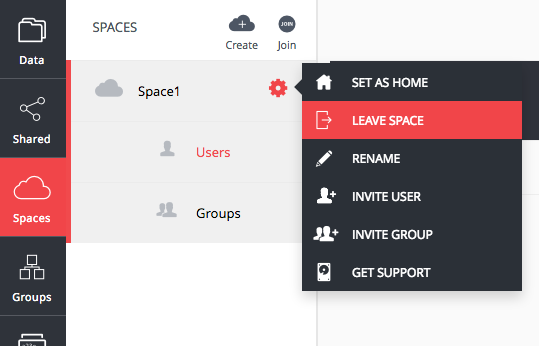 Data
Shared
Spaces
Groups
SPACES
Create
JOIN
Join
Space1
Users
Groups
SET AS HOME
LEAVE SPACE
RENAME
INVITE USER
INVITE GROUP
GET SUPPORT